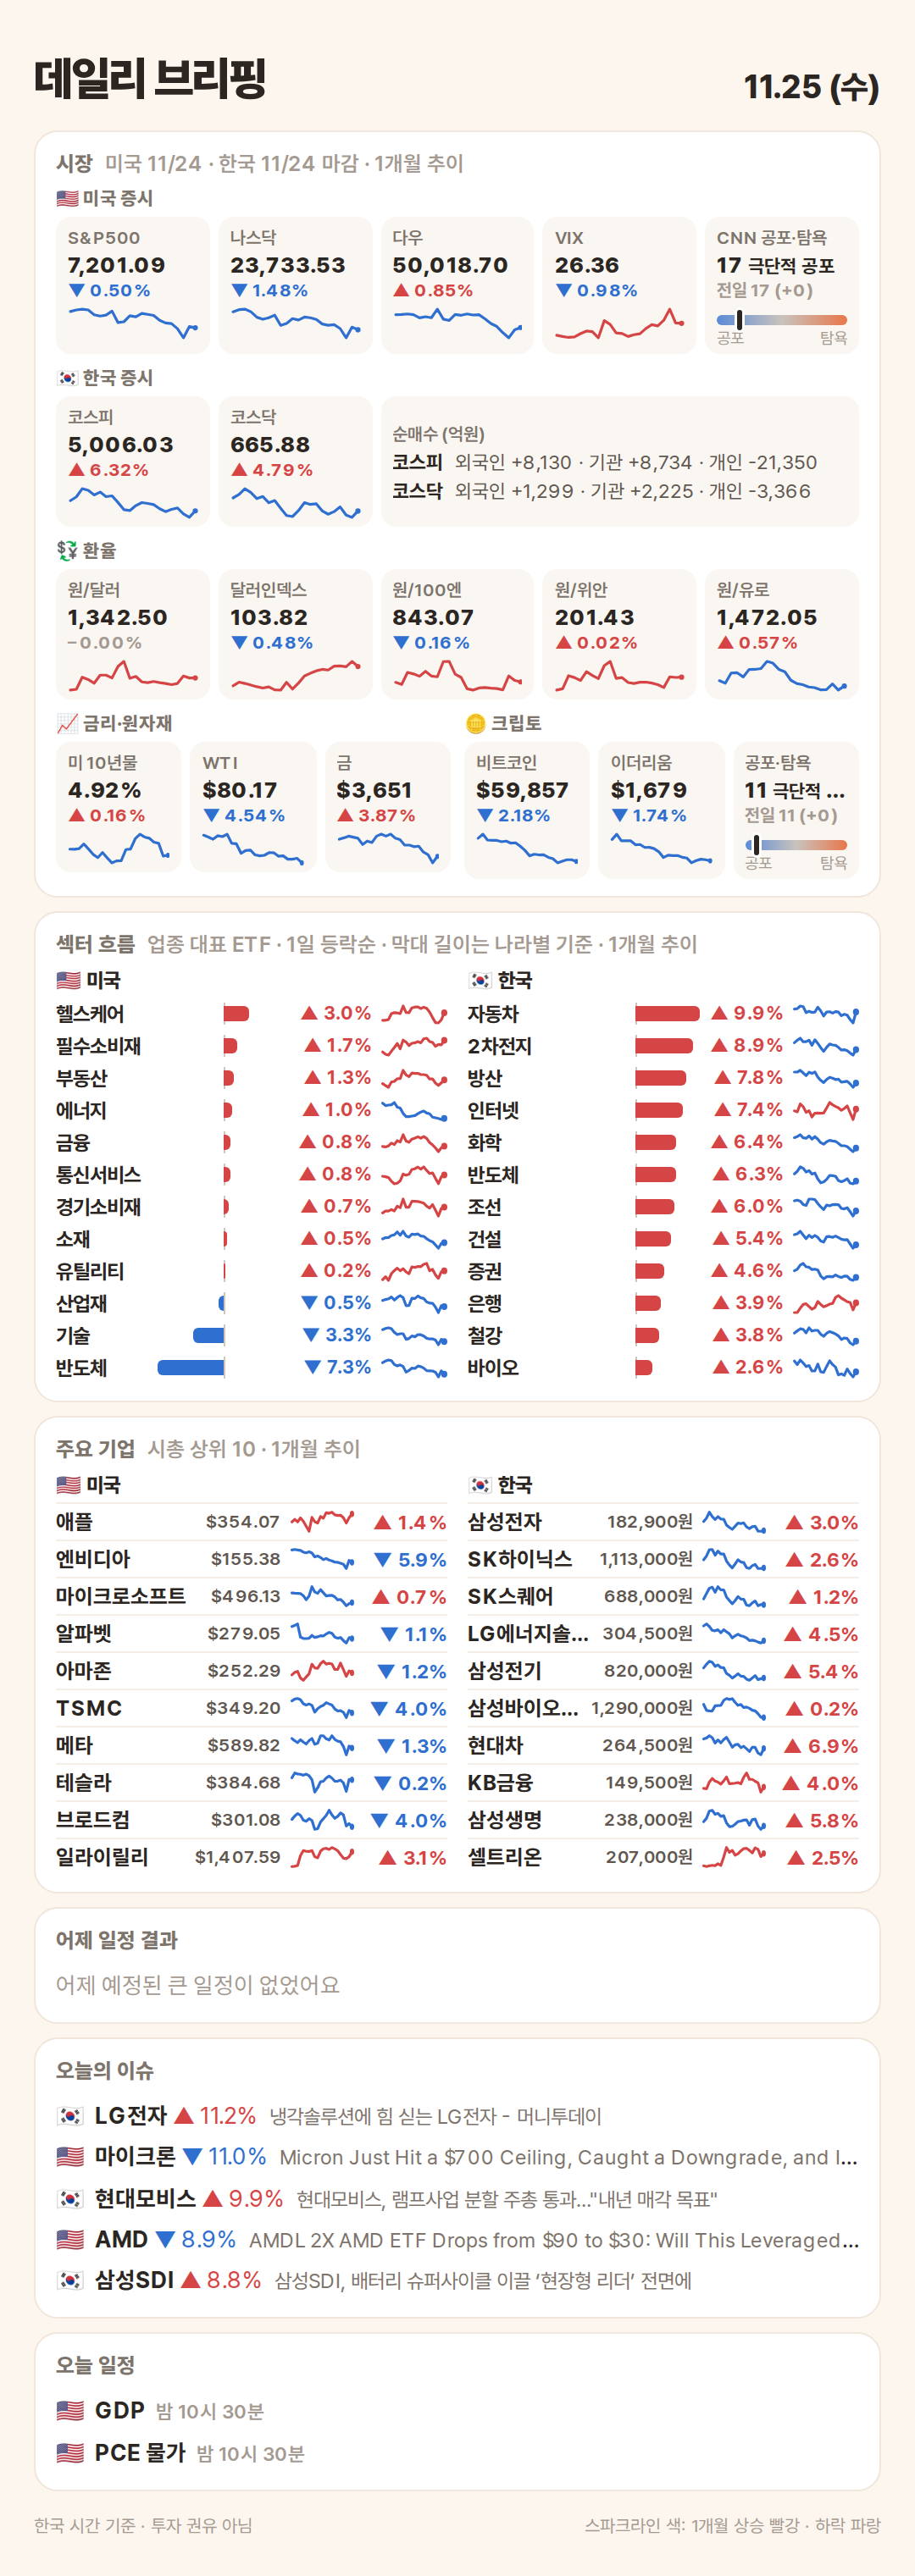 데일리 브리핑
11.25 (수)
시장 미국 11/24 · 한국 11/24 마감 · 1개월 추이
미국 증시
S&P500
7,201.09
▼ 0.50%
나스닥
23,733.53
▼ 1.48%
다우
50,018.70
▲ 0.85%
VIX
26.36
▼ 0.98%
CNN 공포·탐욕
17 극단적 공포
전일 17 (+0)
공포 탐욕
한국 증시
코스피
5,006.03
▲ 6.32%
코스닥
665.88
▲ 4.79%
순매수 (억원)
코스피 외국인 +8,130 · 기관 +8,734 · 개인 -21,350
코스닥 외국인 +1,299 · 기관 +2,225 · 개인 -3,366
환율
원/달러
1,342.50
– 0.00%
달러인덱스
103.82
▼ 0.48%
원/100엔
843.07
▼ 0.16%
원/위안
201.43
▲ 0.02%
원/유로
1,472.05
▲ 0.57%
금리·원자재
미 10년물
4.92%
▲ 0.16%
WTI
$80.17
▼ 4.54%
금
$3,651
▲ 3.87%
크립토
비트코인
$59,857
▼ 2.18%
이더리움
$1,679
▼ 1.74%
공포·탐욕
11 극단적 ...
전일 11 (+0)
공포 탐욕
섹터 흐름 업종 대표 ETF · 1일 등락순 · 막대 길이는 나라별 기준 · 1개월 추이
미국
헬스케어 ▲ 3.0%
필수소비재 ▲ 1.7%
부동산 ▲ 1.3%
에너지 ▲ 1.0%
금융 ▲ 0.8%
통신서비스 ▲ 0.8%
경기소비재 ▲ 0.7%
소재 ▲ 0.5%
유틸리티 ▲ 0.2%
산업재 ▼ 0.5%
기술 ▼ 3.3%
반도체 ▼ 7.3%
한국
자동차 ▲ 9.9%
2차전지 ▲ 8.9%
방산 ▲ 7.8%
인터넷 ▲ 7.4%
화학 ▲ 6.4%
반도체 ▲ 6.3%
조선 ▲ 6.0%
건설 ▲ 5.4%
증권 ▲ 4.6%
은행 ▲ 3.9%
철강 ▲ 3.8%
바이오 ▲ 2.6%
주요 기업 시총 상위 10 · 1개월 추이
미국
애플 $354.07 ▲ 1.4%
엔비디아 $155.38 ▼ 5.9%
마이크로소프트 $496.13 ▲ 0.7%
알파벳 $279.05 ▼ 1.1%
아마존 $252.29 ▼ 1.2%
TSMC $349.20 ▼ 4.0%
메타 $589.82 ▼ 1.3%
테슬라 $384.68 ▼ 0.2%
브로드컴 $301.08 ▼ 4.0%
일라이릴리 $1,407.59 ▲ 3.1%
한국
삼성전자 182,900원 ▲ 3.0%
SK하이닉스 1,113,000원 ▲ 2.6%
SK스퀘어 688,000원 ▲ 1.2%
LG에너지솔... 304,500원 ▲ 4.5%
삼성전기 820,000원 ▲ 5.4%
삼성바이오... 1,290,000원 ▲ 0.2%
현대차 264,500원 ▲ 6.9%
KB금융 149,500원 ▲ 4.0%
삼성생명 238,000원 ▲ 5.8%
셀트리온 207,000원 ▲ 2.5%
어제 일정 결과
어제 예정된 큰 일정이 없었어요
오늘의 이슈
LG전자 ▲ 11.2% 냉각솔루션에 힘 싣는 LG전자 - 머니투데이
마이크론 ▼ 11.0% Micron Just Hit a $700 Ceiling, Caught a Downgrade, and I...
현대모비스 ▲ 9.9% 현대모비스, 램프사업 분할 주총 통과..."내년 매각 목표"
AMD ▼ 8.9% AMDL 2X AMD ETF Drops from $90 to $30: Will This Leveraged...
삼성SDI ▲ 8.8% 삼성SDI, 배터리 슈퍼사이클 이끌 ‘현장형 리더’ 전면에
오늘 일정
GDP 밤 10시 30분
PCE 물가 밤 10시 30분
한국 시간 기준 · 투자 권유 아님
스파크라인 색: 1개월 상승 빨강 · 하락 파랑